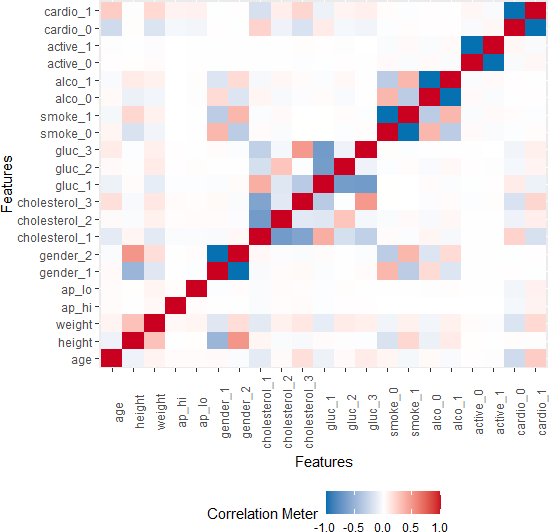 cardio_1
cardio_0
active_1
active_0
alco_1
alco_0
smoke_1
smoke_0
gluc_3
gluc_2
gluc_1
cholesterol_3
cholesterol_2
cholesterol_1
gender_2
gender_1
ap_lo
ap_hi
weight
height
age
Features
age
height
weight
ap_hi
ap_lo
gender_1
gender_2
cholesterol_1
cholesterol_2
cholesterol_3
gluc_1
gluc_2
gluc_3
smoke_0
smoke_1
alco_0
alco_1
active_0
active_1
cardio_0
cardio_1
Features
Correlation Meter
-1.0 -0.5 0.0 0.5 1.0